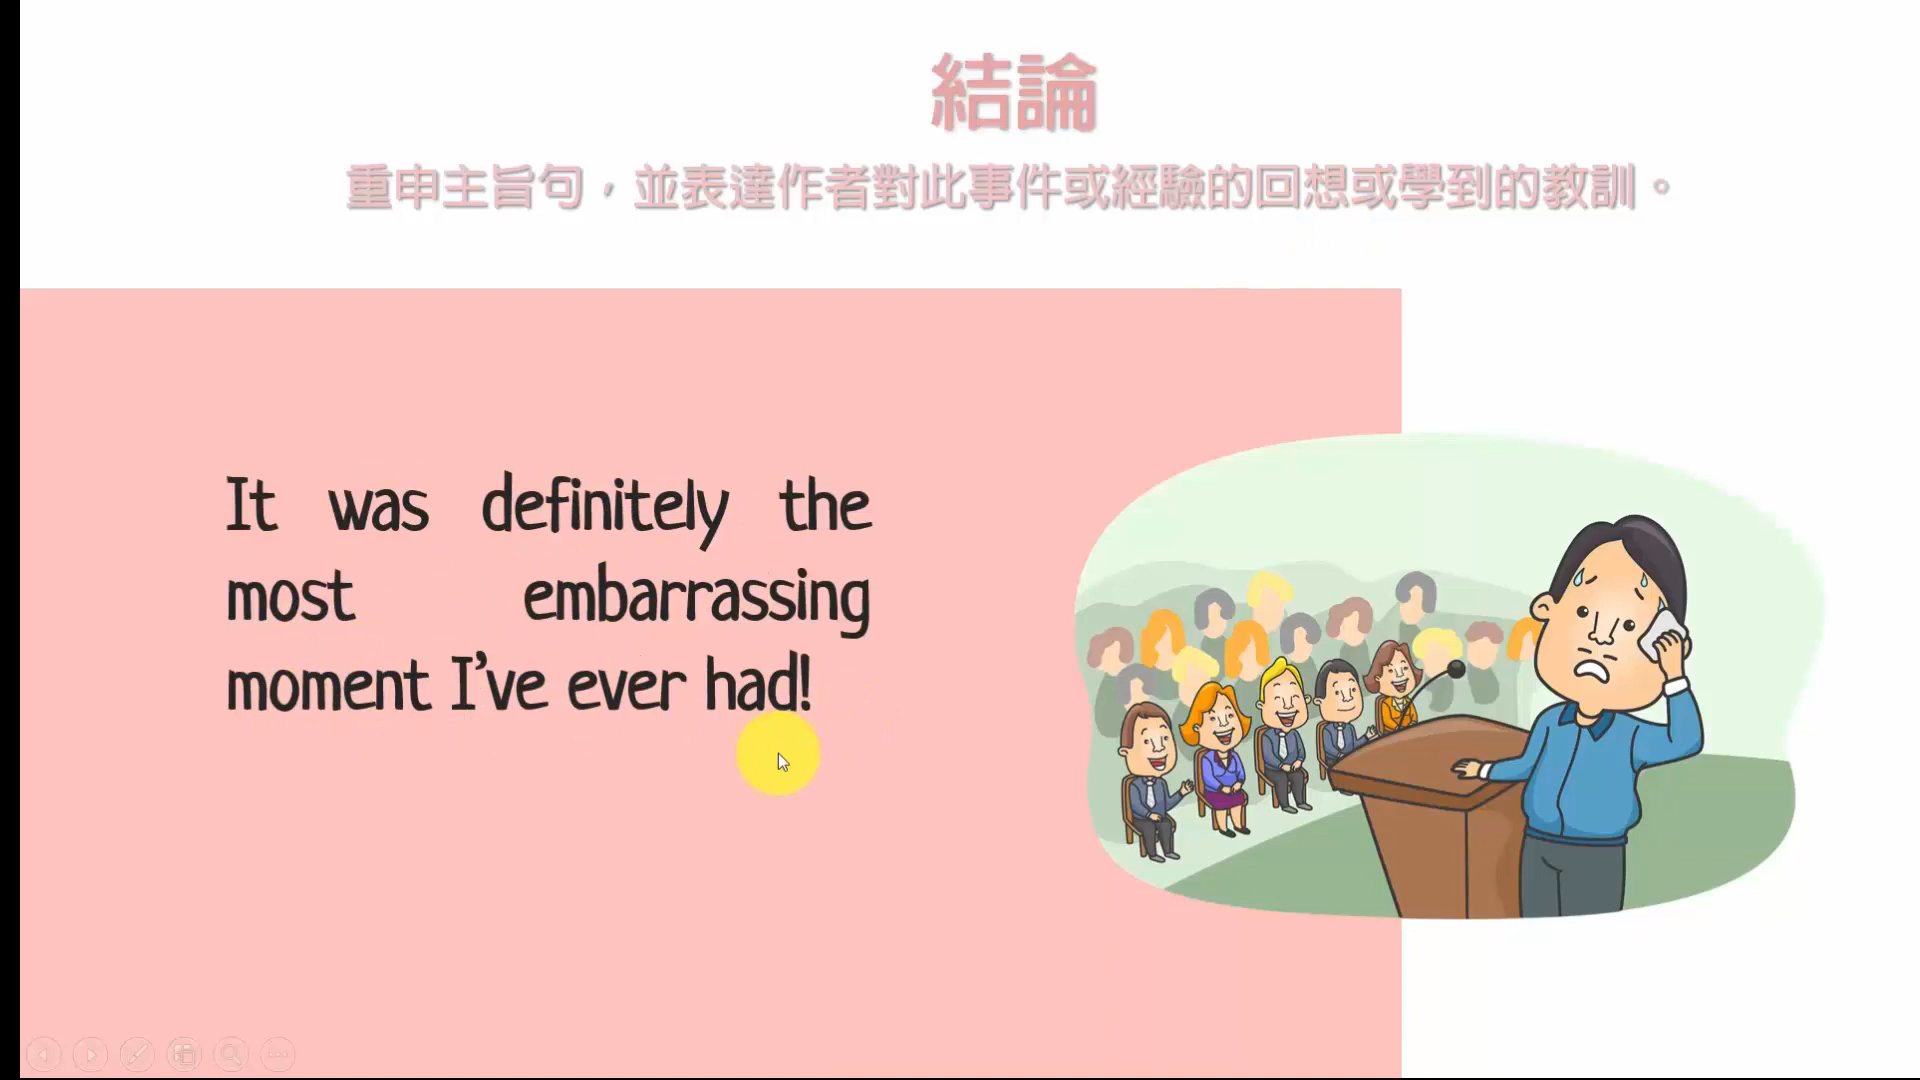 結論
重申主旨句，並表達作者對此事件或經驗的回想或學到的教訓。
It was definitely the
most embarrassing
moment I've ever had!